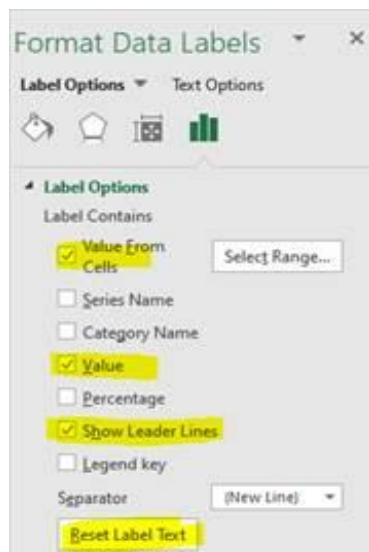 Format Data Labels
Label Options Text Options
Label Options
Label Contains
Value From
Cells
Select Range...
Series Name
Category Name
Value
Percentage
Show Leader Lines
Legend key
Separator (New Line)
Reset Label Text